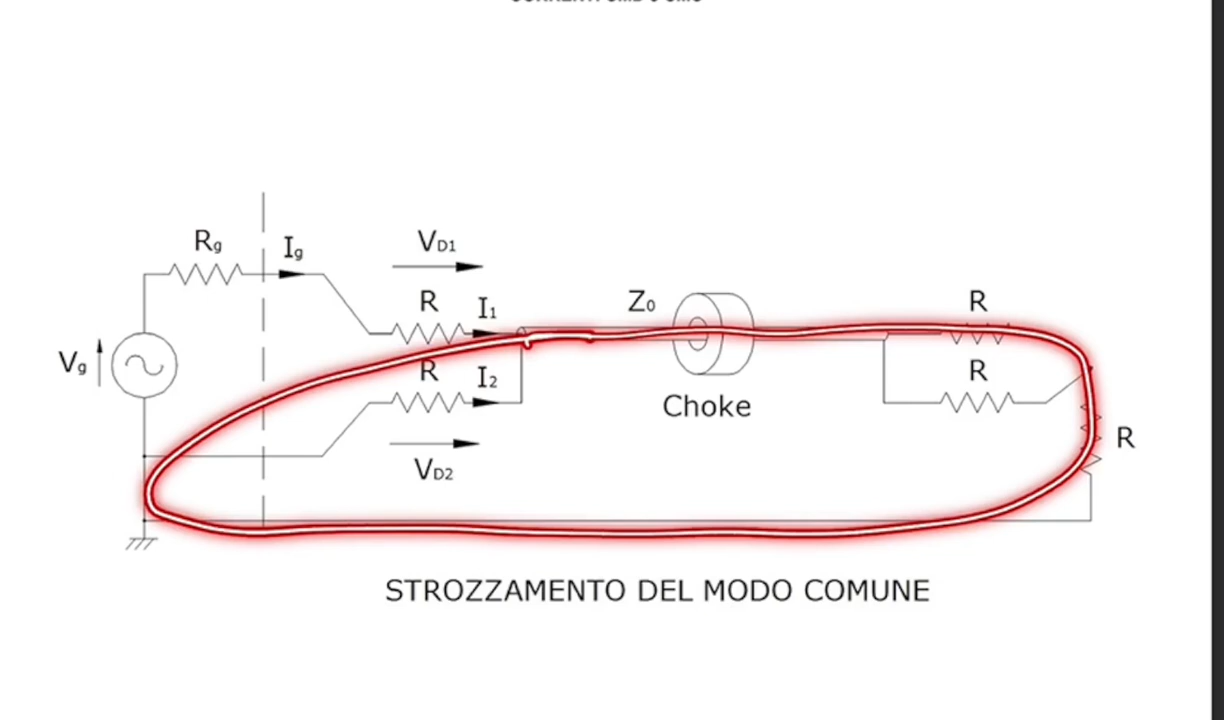 Rg
Ig
VD1
R
I1
Z0
R
Vg
R
I2
R
Choke
R
VD2
STROZZAMENTO DEL MODO COMUNE